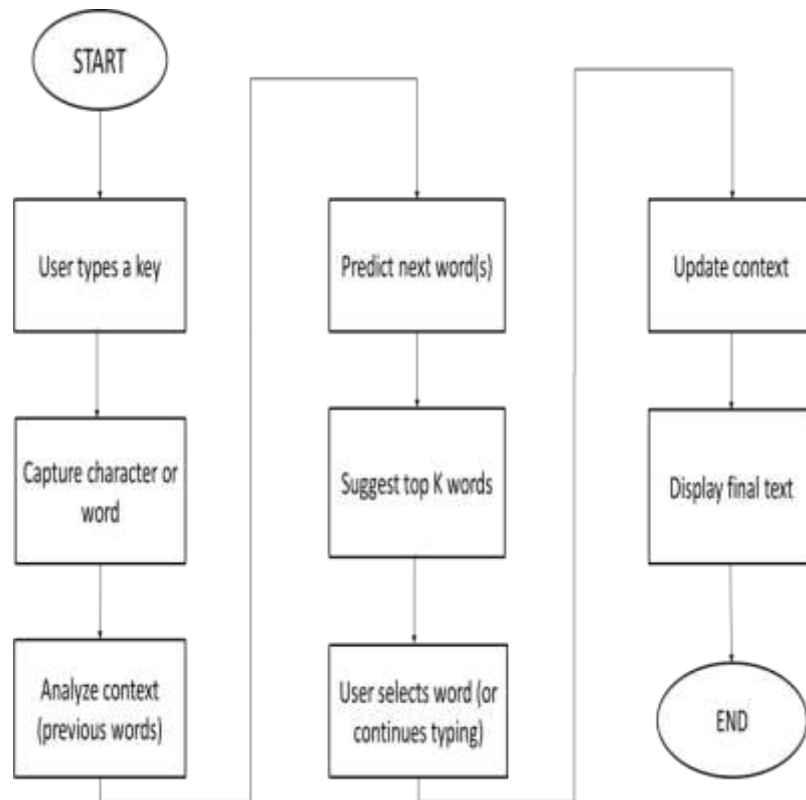 START
User types a key
Capture character or
word
Analyze context
(previous words)
Predict next word(s)
Suggest top K words
User selects word (or
continues typing)
Update context
Display final text
END